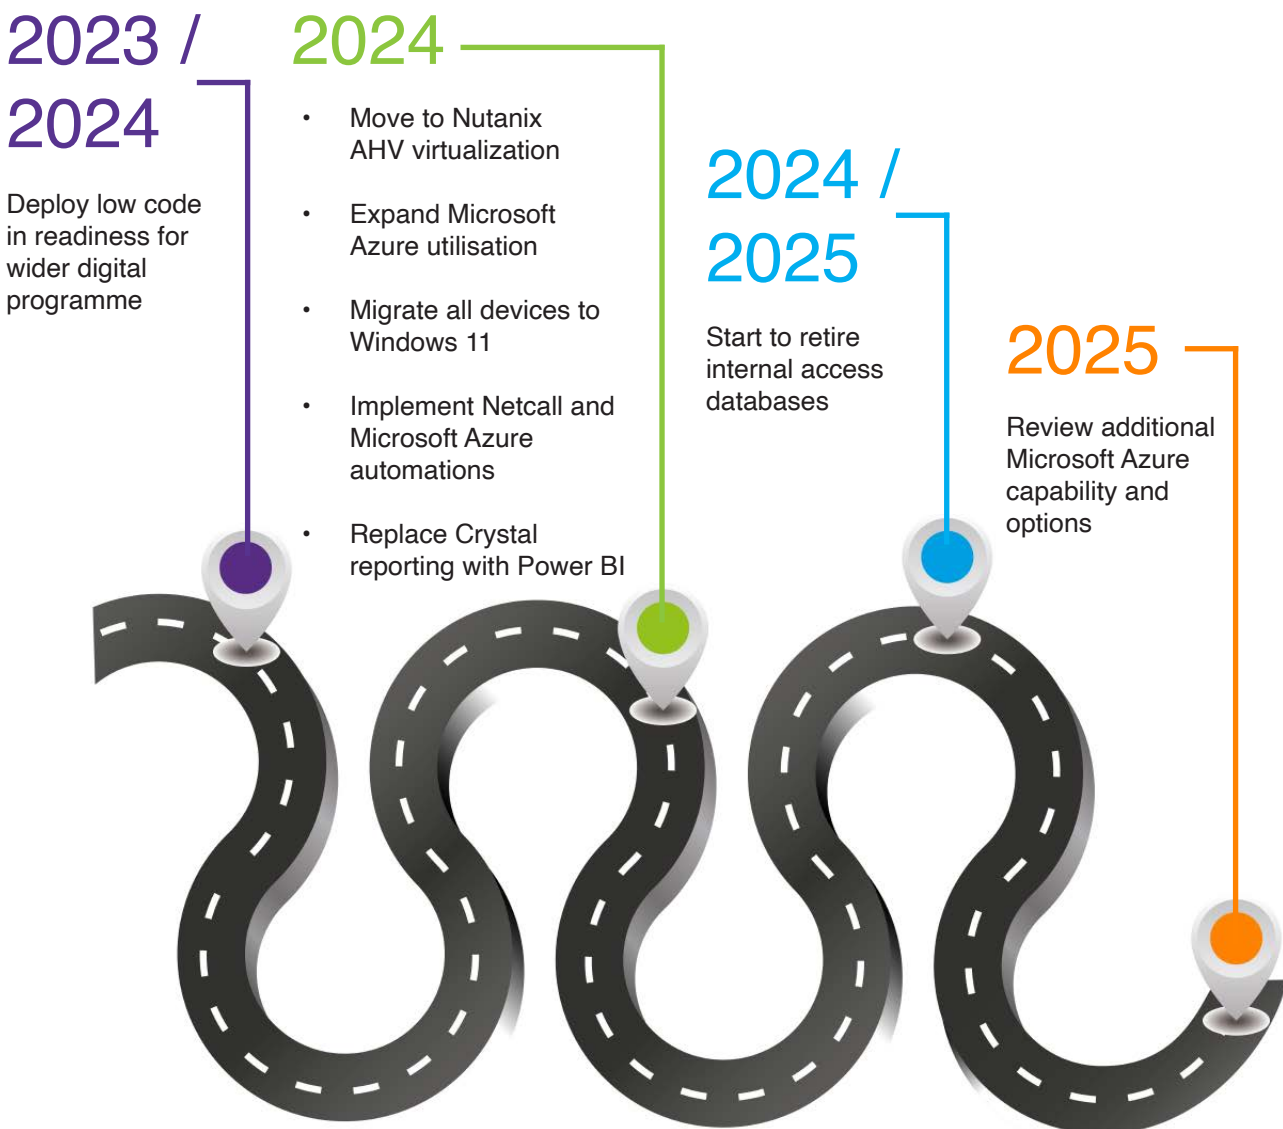 2023 /
2024
Deploy low code
in readiness for
wider digital
programme
2024
• Move to Nutanix
AHV virtualization
• Expand Microsoft
Azure utilisation
• Migrate all devices to
Windows 11
• Implement Netcall and
Microsoft Azure
automations
• Replace Crystal
reporting with Power BI
2024 /
2025
Start to retire
internal access
databases
2025
Review additional
Microsoft Azure
capability and
options